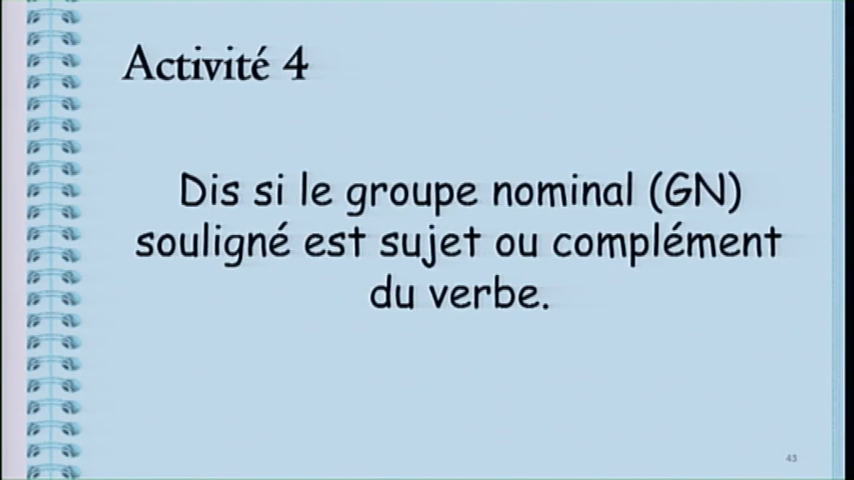 Activité 4
Dis si le groupe nominal (GN)
souligné est sujet ou complément
du verbe.
43